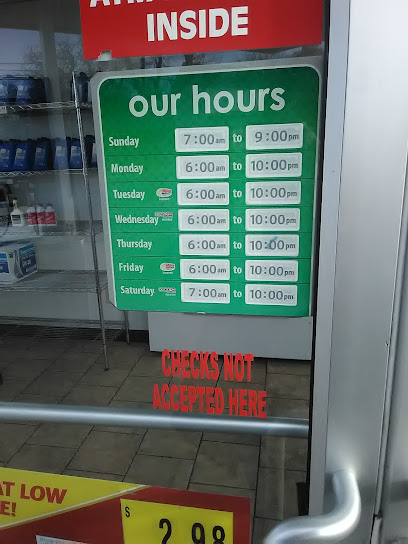 INSIDE
our hours
Sunday 7:00am to 9:00pm
Monday 6:00am to 10:00pm
Tuesday 6:00am to 10:00pm
Wednesday 6:00am to 10:00pm
Thursday 6:00am to 10:00pm
Friday 6:00am to 10:00pm
Saturday 7:00am to 10:00pm
CHECKS NOT
ACCEPTED HERE
AT LOW
E!
$ 2.98